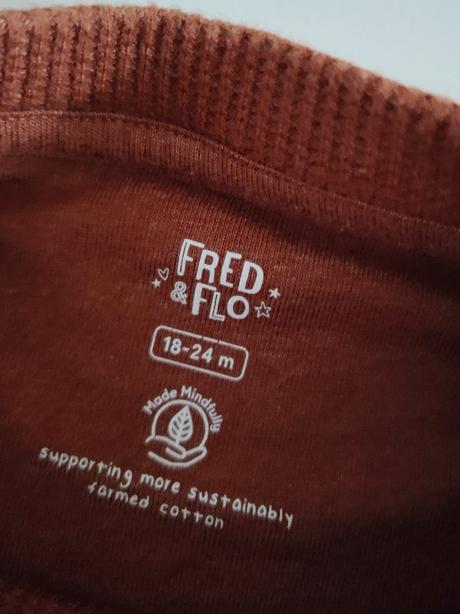 FRED
& FLO
18-24 m
Made Mindfully
supporting more sustainably
farmed cotton